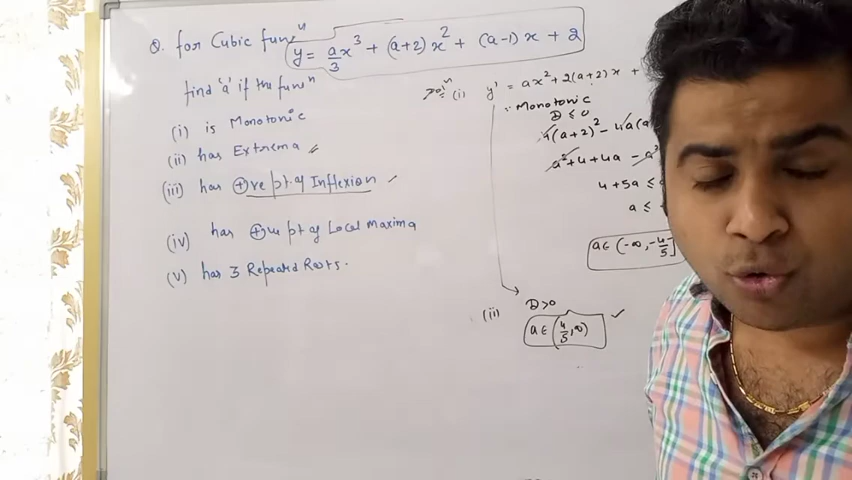 Q. for Cubic funcⁿ y = a/3 x³ + (a+2) x² + (a-1) x + 2
find 'a' if the funcⁿ
(i) is Monotonic
(ii) has Extrema
(iii) has ⊕ve pt. of Inflexion ✓
(iv) has ⊕ve pt of Local Maxima
(v) has 3 Repeated Roots.
Solⁿ (i) y' = ax² + 2(a+2) x +
∵ Monotonic
D ≤ 0
4(a+2)² - 4a(a
a² + 4 + 4a - a²
4 + 5a ≤
a ≤
a ∈ (-∞, -4/5]
(ii) D > 0
a ∈ (4/5, ∞) ✓